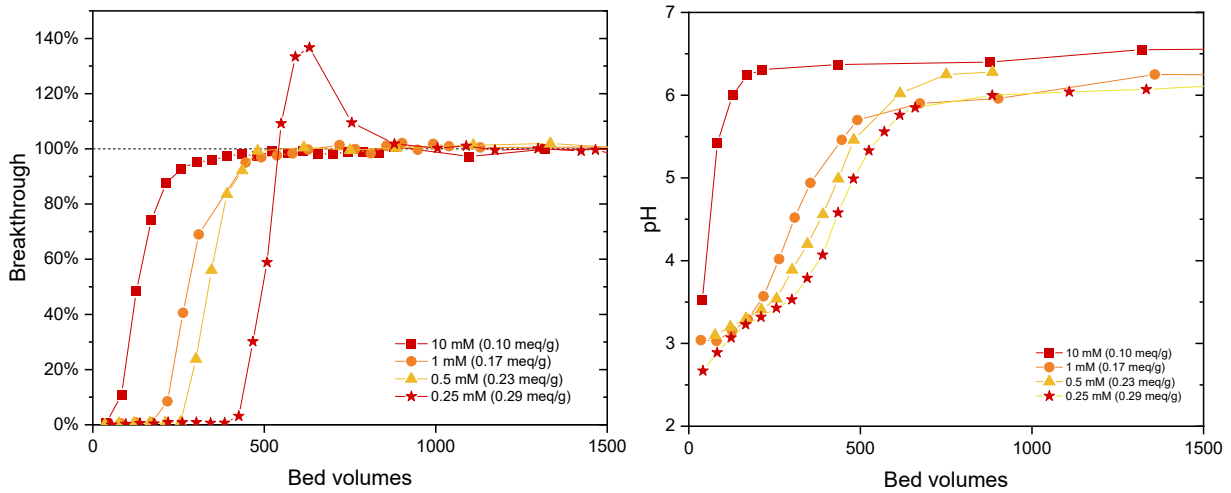 140%
120%
100%
80%
60%
40%
20%
0%
Breakthrough
0
500
1000
1500
Bed volumes
10 mM (0.10 meq/g)
1 mM (0.17 meq/g)
0.5 mM (0.23 meq/g)
0.25 mM (0.29 meq/g)
7
6
5
4
3
2
pH
0
500
1000
1500
Bed volumes
10 mM (0.10 meq/g)
1 mM (0.17 meq/g)
0.5 mM (0.23 meq/g)
0.25 mM (0.29 meq/g)